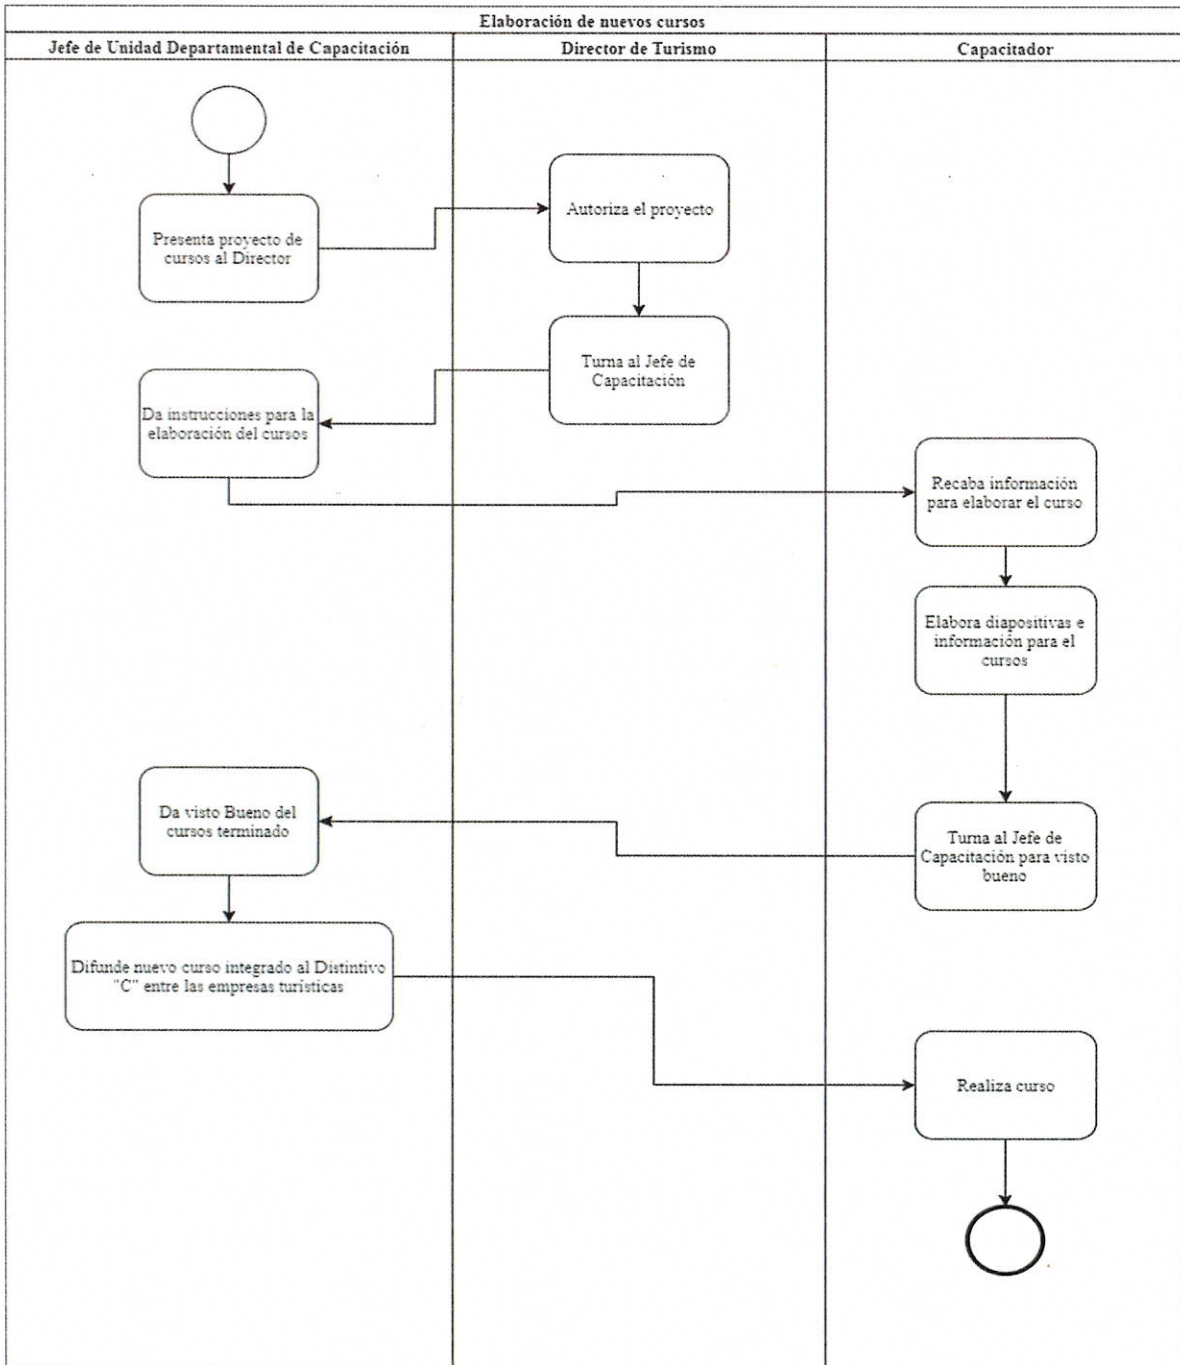 Elaboración de nuevos cursos
Jefe de Unidad Departamental de Capacitación
Director de Turismo
Capacitador
Presenta proyecto de
cursos al Director
Autoriza el proyecto
Turna al Jefe de
Capacitación
Da instrucciones para la
elaboración del cursos
Recaba información
para elaborar el curso
Elabora diapositivas e
información para el
cursos
Turna al Jefe de
Capacitación para visto
bueno
Da visto Bueno del
cursos terminado
Difunde nuevo curso integrado al Distintivo
"C" entre las empresas turísticas
Realiza curso